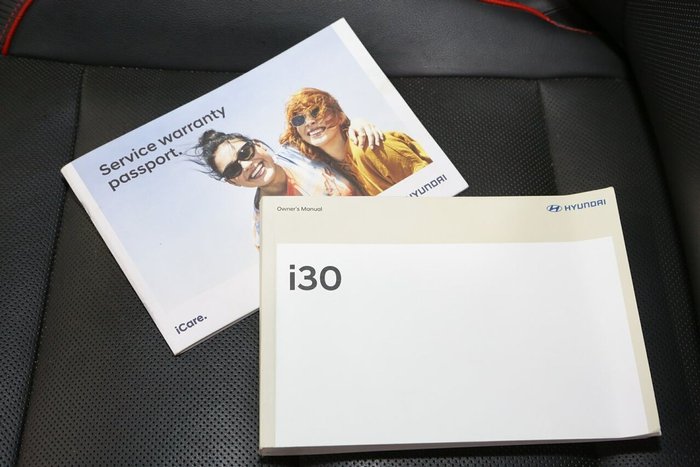 Service warranty
passport.
HYUNDAI
iCare.
Owner's Manual
HYUNDAI
i30